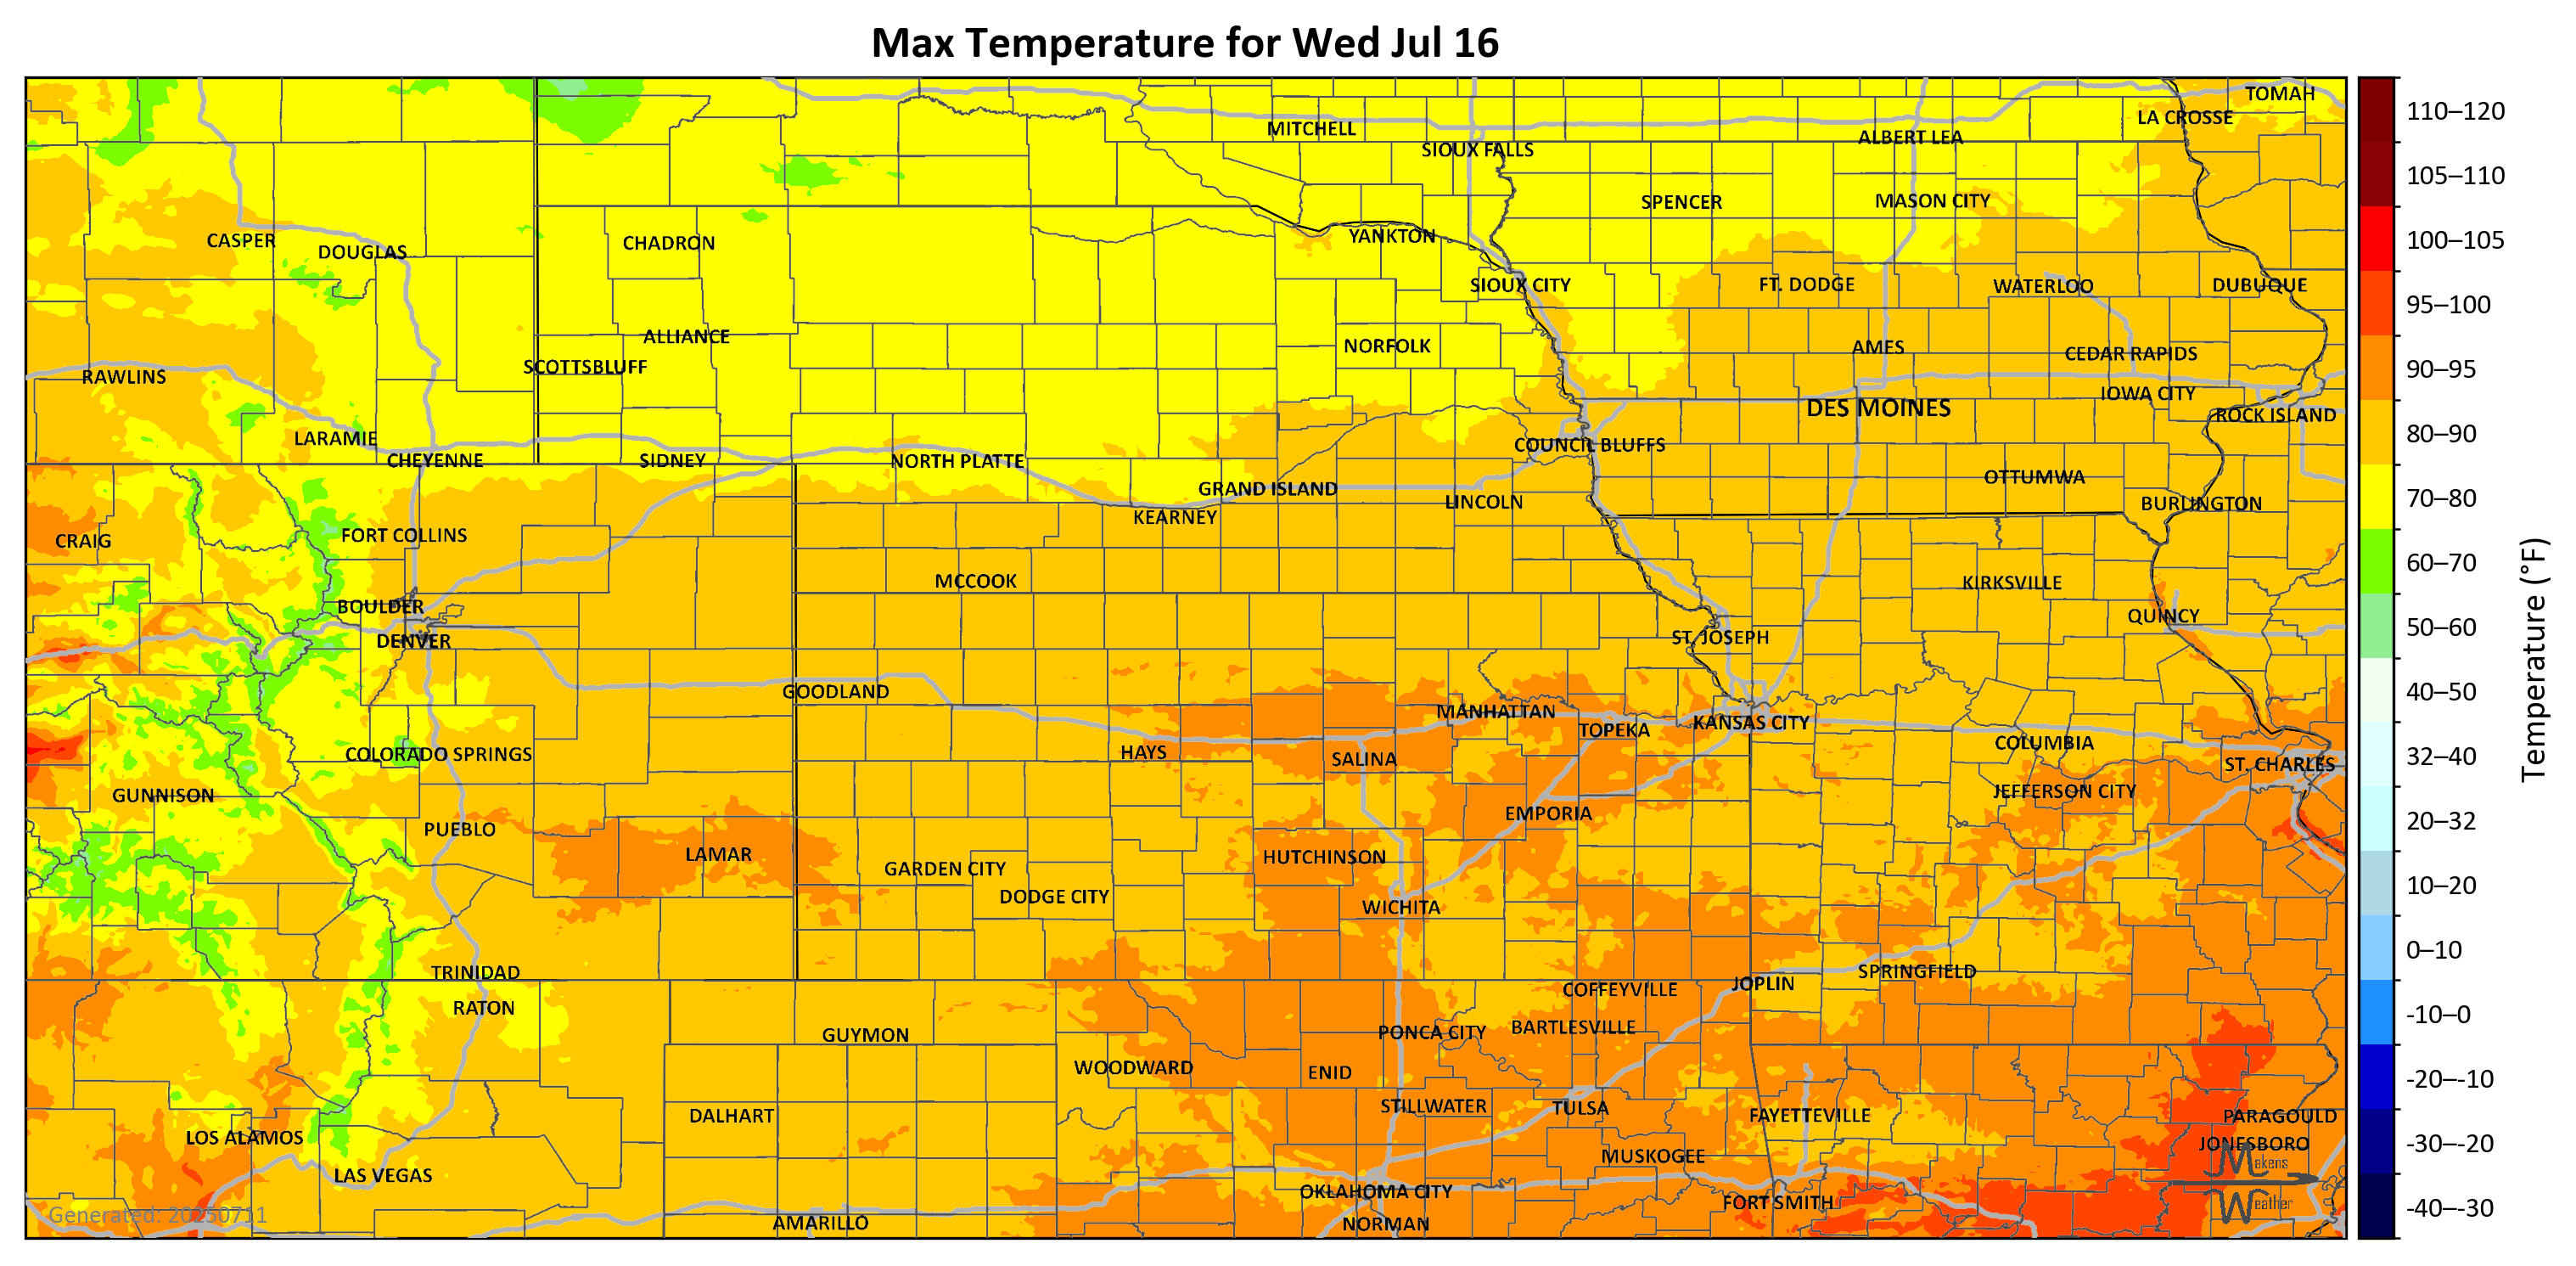 Max Temperature for Wed Jul 16
TOMAH
LA CROSSE
MITCHELL
ALBERT LEA
SIOUX FALLS
SPENCER
MASON CITY
CASPER
DOUGLAS
CHADRON
YANKTON
SIOUX CITY
FT. DODGE
WATERLOO
DUBUQUE
ALLIANCE
NORFOLK
AMES
CEDAR RAPIDS
SCOTTSBLUFF
RAWLINS
IOWA CITY
DES MOINES
ROCK ISLAND
LARAMIE
COUNCIL BLUFFS
CHEYENNE
SIDNEY
NORTH PLATTE
OTTUMWA
GRAND ISLAND
LINCOLN
BURLINGTON
KEARNEY
CRAIG
FORT COLLINS
MCCOOK
KIRKSVILLE
BOULDER
QUINCY
DENVER
ST. JOSEPH
GOODLAND
MANHATTAN
TOPEKA
KANSAS CITY
COLUMBIA
COLORADO SPRINGS
HAYS
SALINA
ST. CHARLES
GUNNISON
JEFFERSON CITY
EMPORIA
PUEBLO
LAMAR
HUTCHINSON
GARDEN CITY
DODGE CITY
WICHITA
TRINIDAD
SPRINGFIELD
JOPLIN
COFFEYVILLE
RATON
GUYMON
PONCA CITY
BARTLESVILLE
WOODWARD
ENID
DALHART
STILLWATER
TULSA
FAYETTEVILLE
PARAGOULD
LOS ALAMOS
JONESBORO
MUSKOGEE
LAS VEGAS
OKLAHOMA CITY
FORT SMITH
AMARILLO
NORMAN
Generated: 20250711
Makens
Weather
110–120
105–110
100–105
95–100
90–95
80–90
70–80
60–70
50–60
40–50
32–40
20–32
10–20
0–10
-10–0
-20–-10
-30–-20
-40–-30
Temperature (°F)